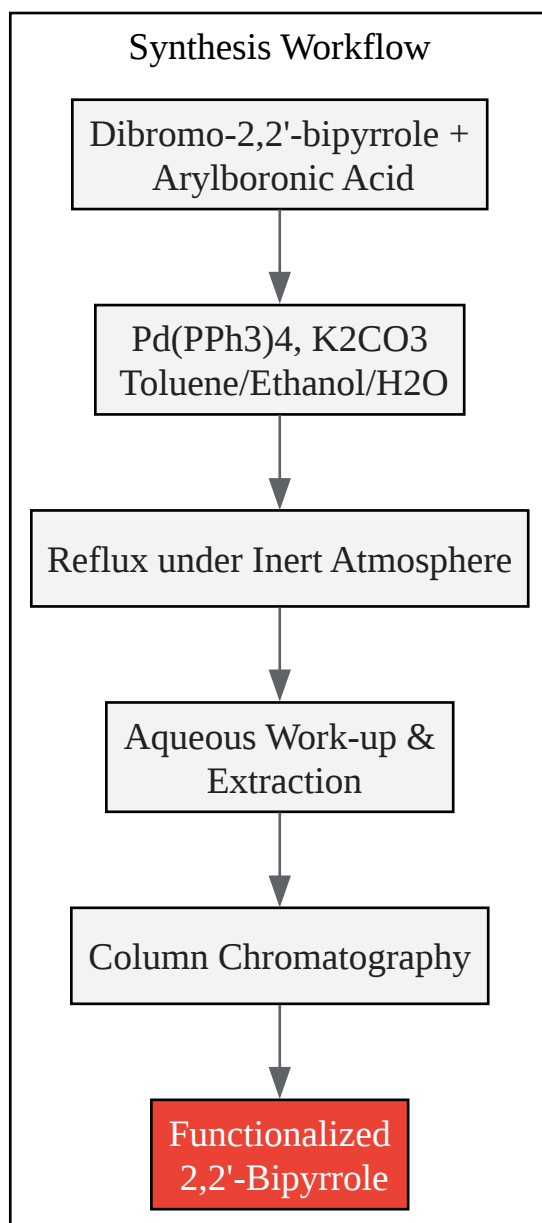 Synthesis Workflow
Dibromo-2,2'-bipyrrole +
Arylboronic Acid
Pd(PPh3)4, K2CO3
Toluene/Ethanol/H2O
Reflux under Inert Atmosphere
Aqueous Work-up &
Extraction
Column Chromatography
Functionalized
2,2'-Bipyrrole